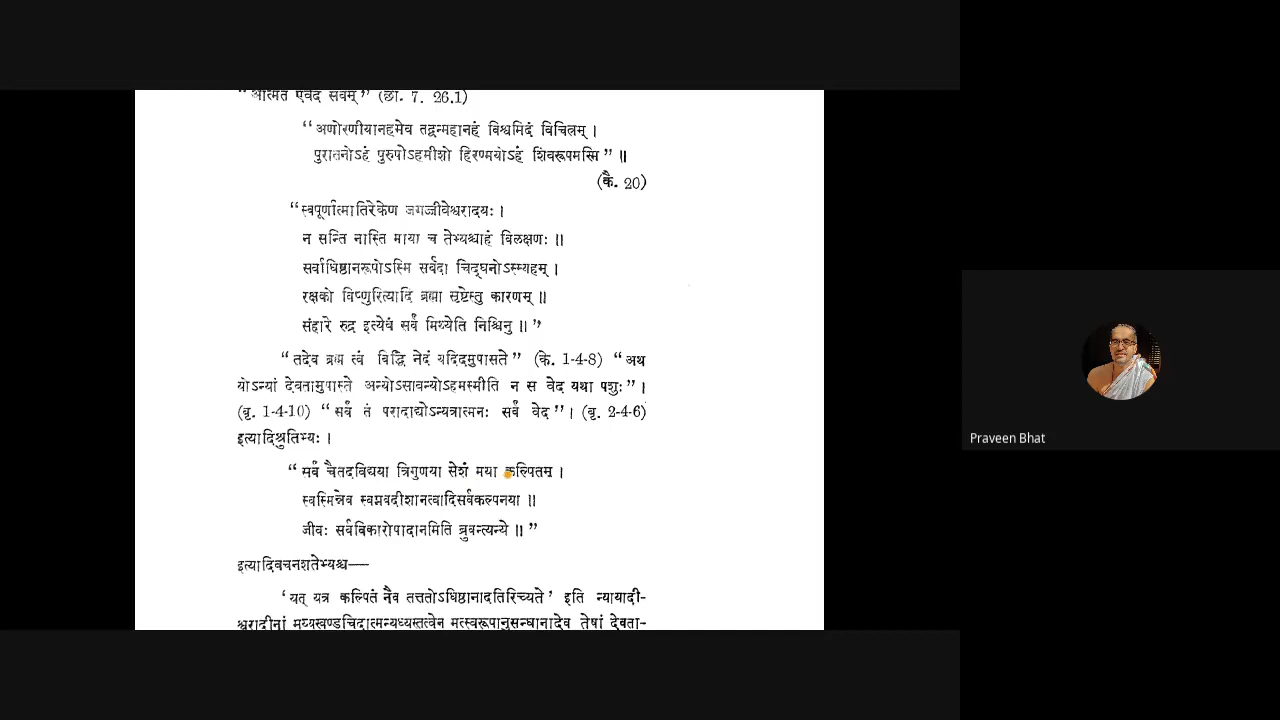 “ आत्मत एवेदं सर्वम् ” (छा. 7. 26.1)
“ अणोरणीयानहमेव तद्वन्महानहं विश्वमिदं विचित्रम् ।
पुरातनोऽहं पुरुषोऽहमीशो हिरण्मयोऽहं शिवरूपमस्मि ” ॥
(कै. 20)
“ स्वपूर्णात्मातिरेकेण जगज्जीवेश्वरादयः ।
न सन्ति नास्ति माया च तेभ्यश्चाहं विलक्षणः ॥
सर्वाधिष्ठानरूपोऽस्मि सर्वदा चिद्घनोऽस्म्यहम् ।
रक्षको विष्णुरित्यादि ब्रह्मा सृष्टेस्तु कारणम् ॥
संहारे रुद्र इत्येवं सर्वं मिथ्येति निश्चिनु ॥ ”
“ तदेव ब्रह्म त्वं विद्धि नेदं यदिदमुपासते ” (के. 1-4-8) “ अथ
योऽन्यां देवतामुपास्ते अन्योऽसावन्योऽहमस्मीति न स वेद यथा पशुः ” ।
(बृ. 1-4-10) “ सर्वं तं परादाद्योऽन्यत्रात्मनः सर्वं वेद ” । (बृ. 2-4-6)
इत्यादिश्रुतिभ्यः ।
“ सर्वं चैतदविद्यया त्रिगुणया सेशं मया कल्पितम् ।
स्वस्मिन्नेव स्वप्नवदीशानत्वादिसर्वकल्पनया ॥
जीवः सर्वविकारोपादानमिति ब्रुवन्त्यन्ये ॥ ”
इत्यादिवचनशतेभ्यश्च—
‘ यत् यत्र कल्पितं नैव तत्ततोऽधिष्ठानादतिरिच्यते ’ इति न्यायादी-
श्वरादीनां मय्यखण्डचिदात्मन्यध्यस्तत्वेन मत्स्वरूपानुसन्धानादेव तेषां देवता-
Praveen Bhat